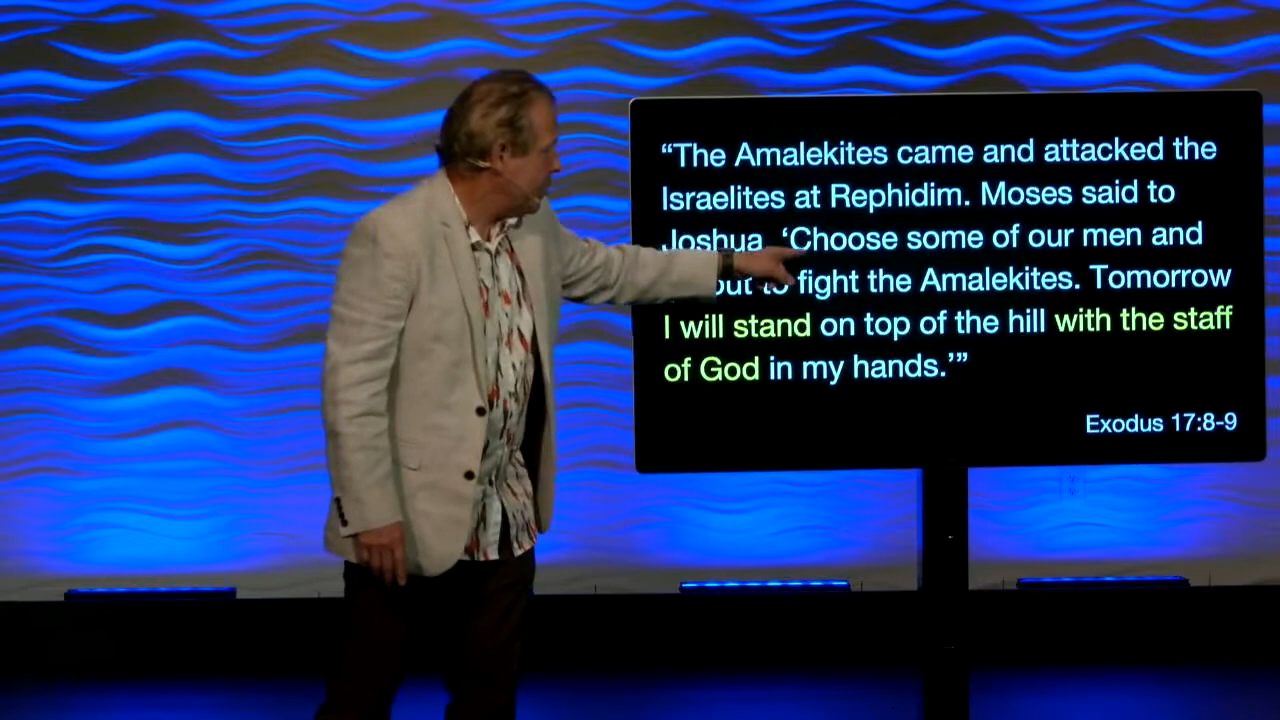 “The Amalekites came and attacked the
Israelites at Rephidim. Moses said to
Joshua, ‘Choose some of our men and
out to fight the Amalekites. Tomorrow
I will stand on top of the hill with the staff
of God in my hands.’”
Exodus 17:8-9